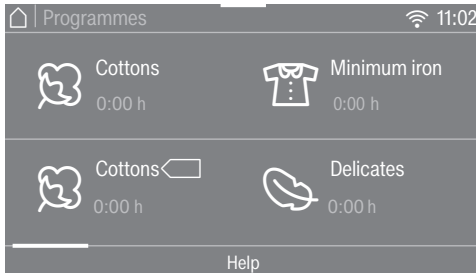 Programmes 11:02
Cottons
0:00 h
Minimum iron
0:00 h
Cottons
0:00 h
Delicates
0:00 h
Help